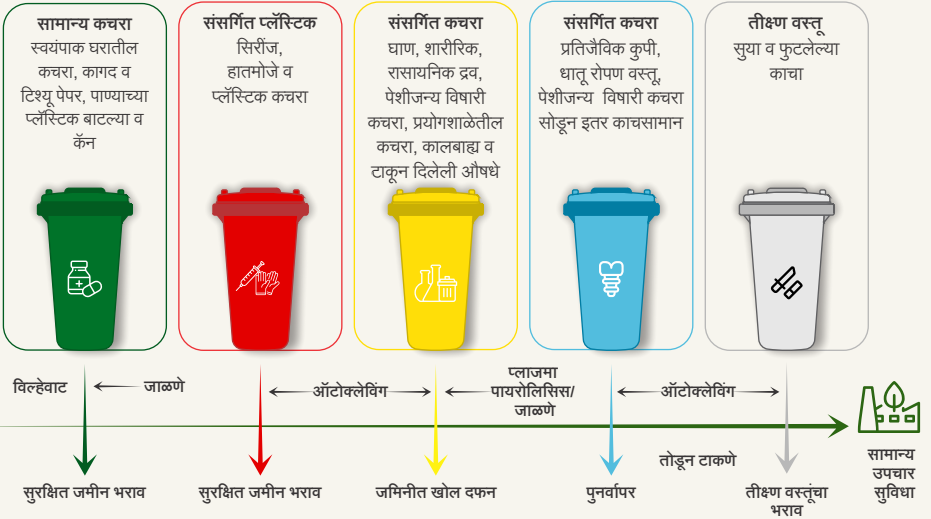 सामान्य कचरा
स्वयंपाक घरातील
कचरा, कागद व
टिश्यू पेपर, पाण्याच्या
प्लॅस्टिक बाटल्या व
कॅन
संसर्गित प्लॅस्टिक
सिरींज,
हातमोजे व
प्लॅस्टिक कचरा
संसर्गित कचरा
घाण, शारीरिक,
रासायनिक द्रव,
पेशीजन्य विषारी
कचरा, प्रयोगशाळेतील
कचरा, कालबाह्य व
टाकून दिलेली औषधे
संसर्गित कचरा
प्रतिजैविक कुपी,
धातू रोपण वस्तू,
पेशीजन्य विषारी कचरा
सोडून इतर काचसामान
तीक्ष्ण वस्तू
सुया व फुटलेल्या
काचा
विल्हेवाट
जाळणे
ऑटोक्लेविंग
प्लाजमा
पायरोलिसिस/
जाळणे
ऑटोक्लेविंग
तोडून टाकणे
सुरक्षित जमीन भराव
सुरक्षित जमीन भराव
जमिनीत खोल दफन
पुनर्वापर
तीक्ष्ण वस्तूंचा
भराव
सामान्य
उपचार
सुविधा